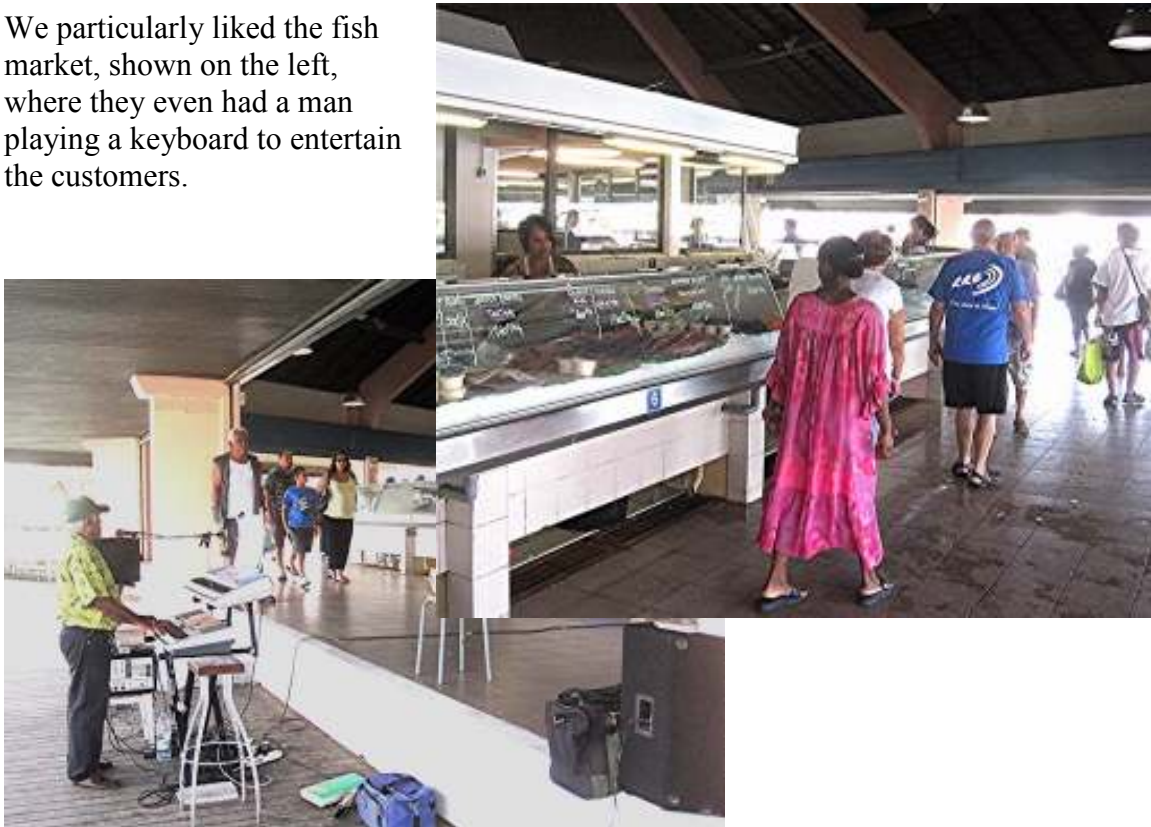 We particularly liked the fish
market, shown on the left,
where they even had a man
playing a keyboard to entertain
the customers.
6